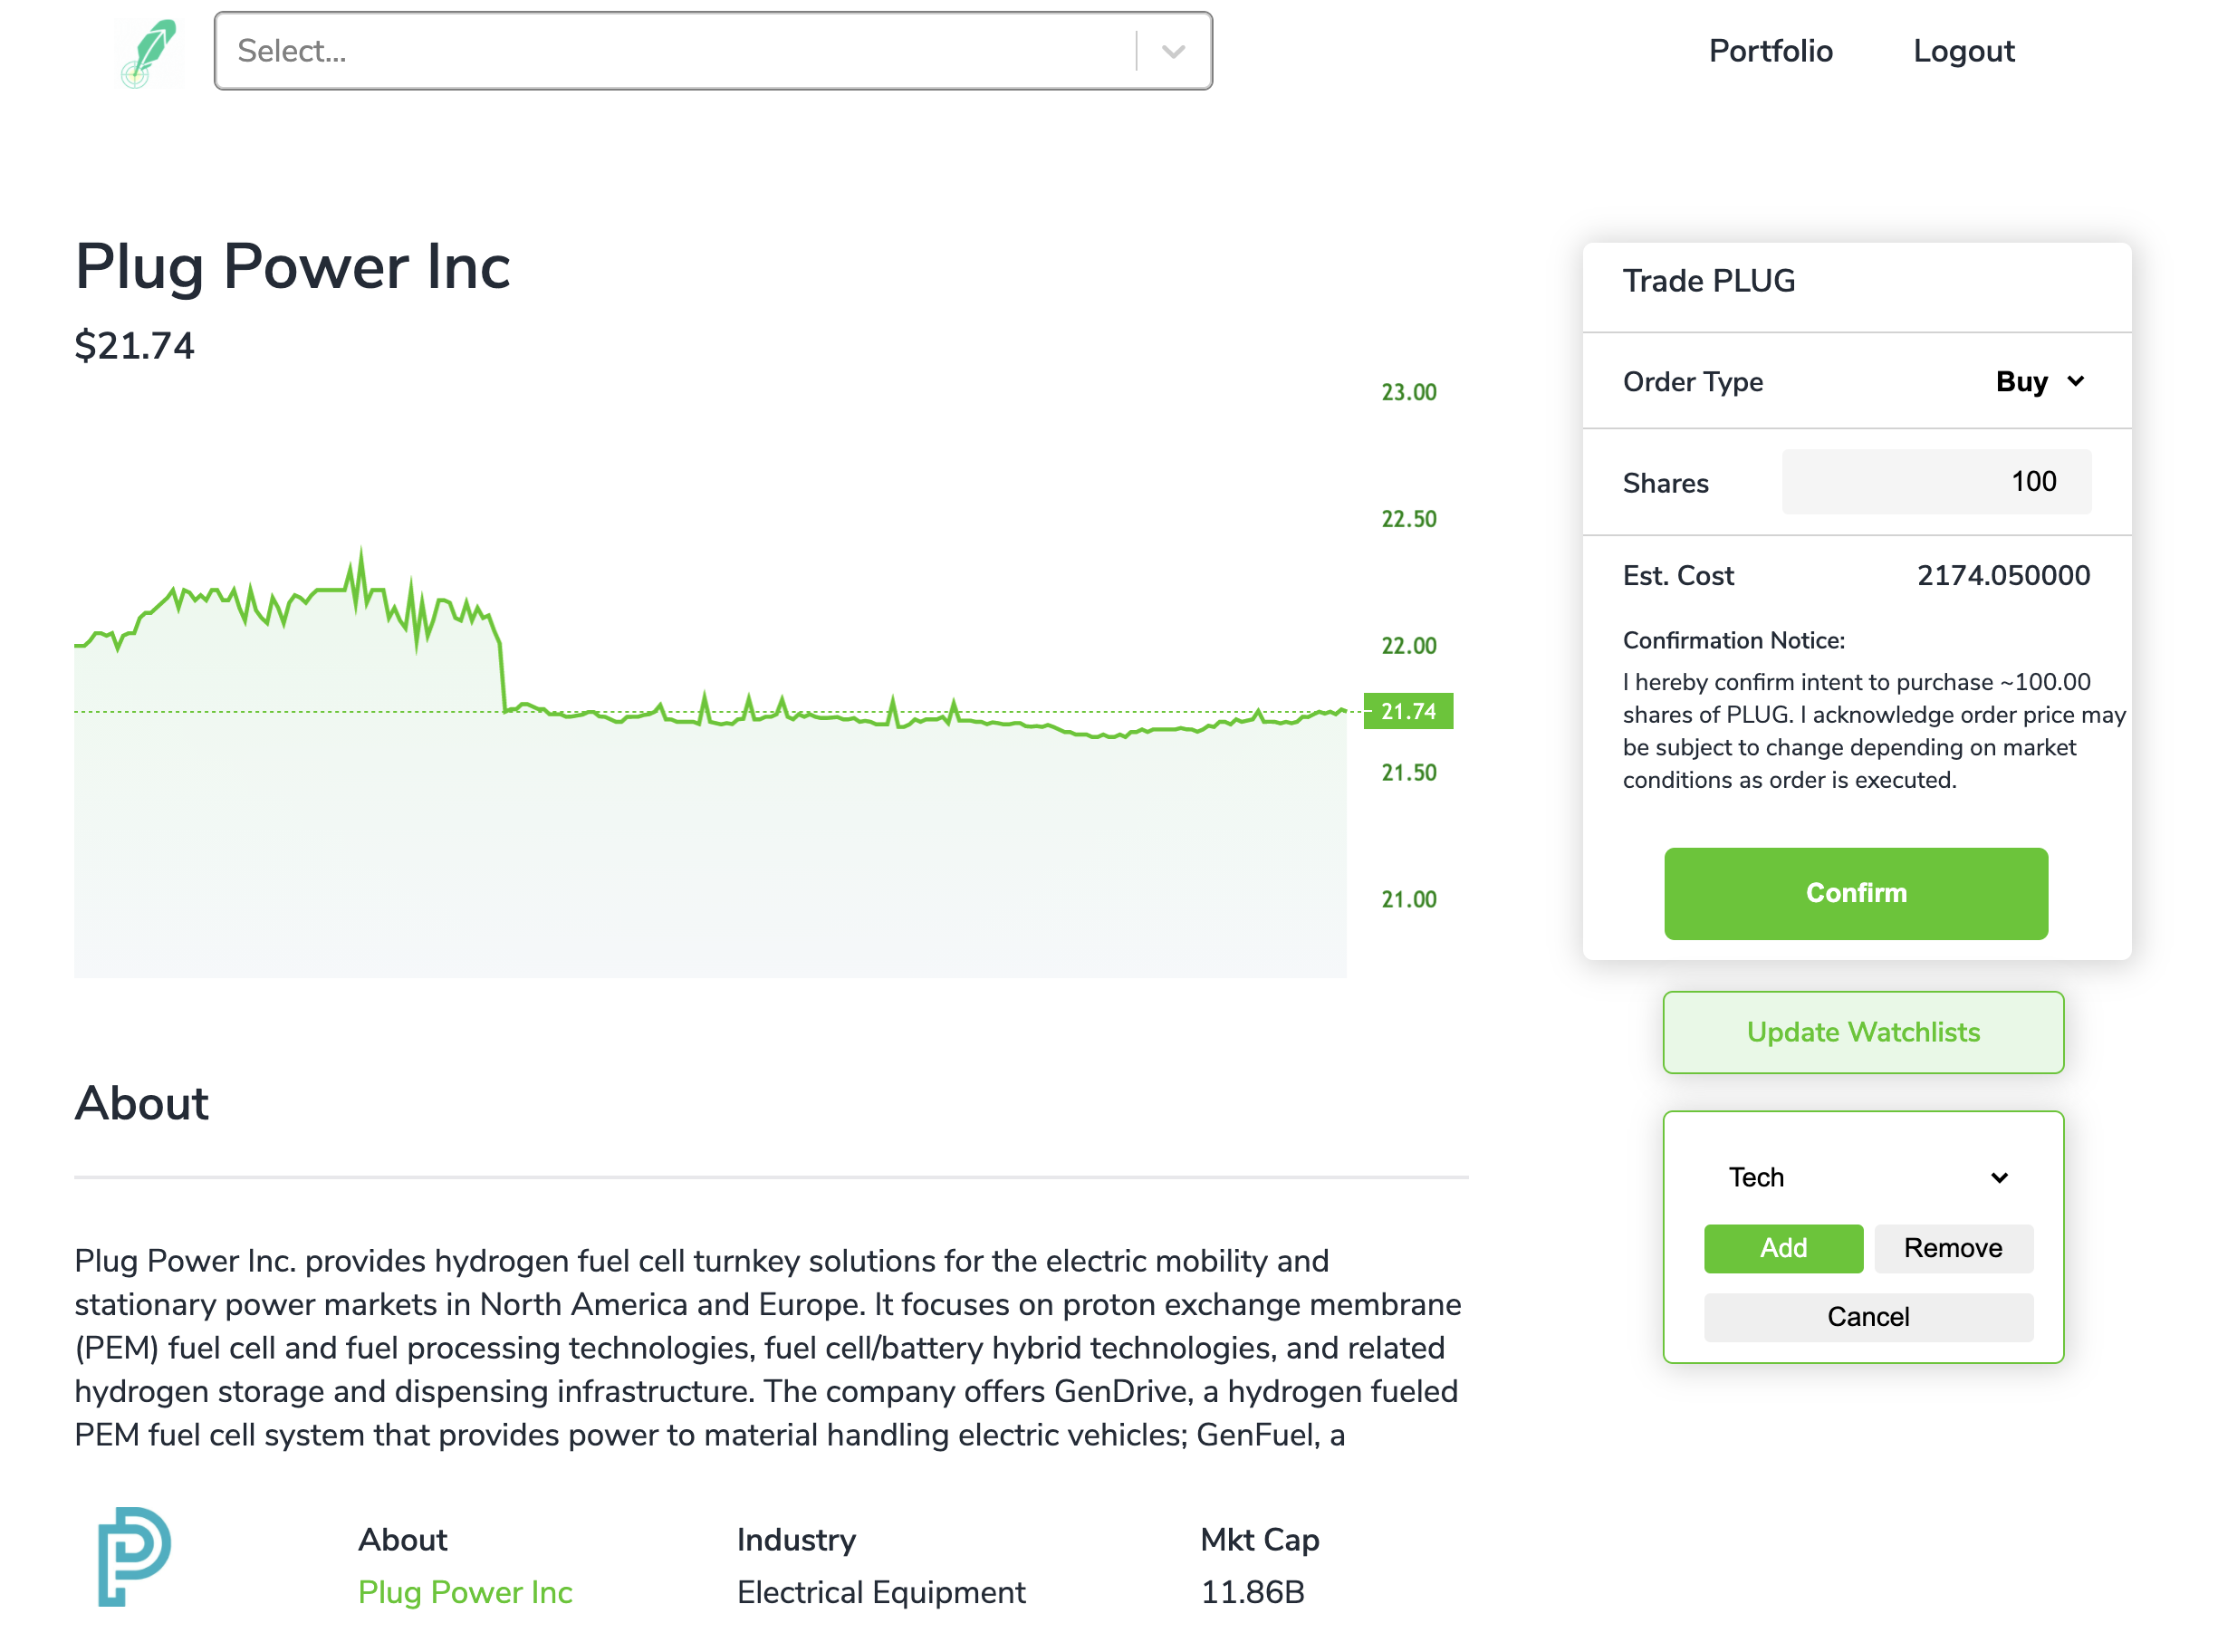 Select...
Portfolio
Logout
Plug Power Inc
$21.74
23.00
22.50
22.00
21.74
21.50
21.00
Trade PLUG
Order Type Buy
Shares 100
Est. Cost 2174.050000
Confirmation Notice:
I hereby confirm intent to purchase ~100.00
shares of PLUG. I acknowledge order price may
be subject to change depending on market
conditions as order is executed.
Confirm
Update Watchlists
Tech
Add Remove
Cancel
About
Plug Power Inc. provides hydrogen fuel cell turnkey solutions for the electric mobility and
stationary power markets in North America and Europe. It focuses on proton exchange membrane
(PEM) fuel cell and fuel processing technologies, fuel cell/battery hybrid technologies, and related
hydrogen storage and dispensing infrastructure. The company offers GenDrive, a hydrogen fueled
PEM fuel cell system that provides power to material handling electric vehicles; GenFuel, a
About Industry Mkt Cap
Plug Power Inc Electrical Equipment 11.86B